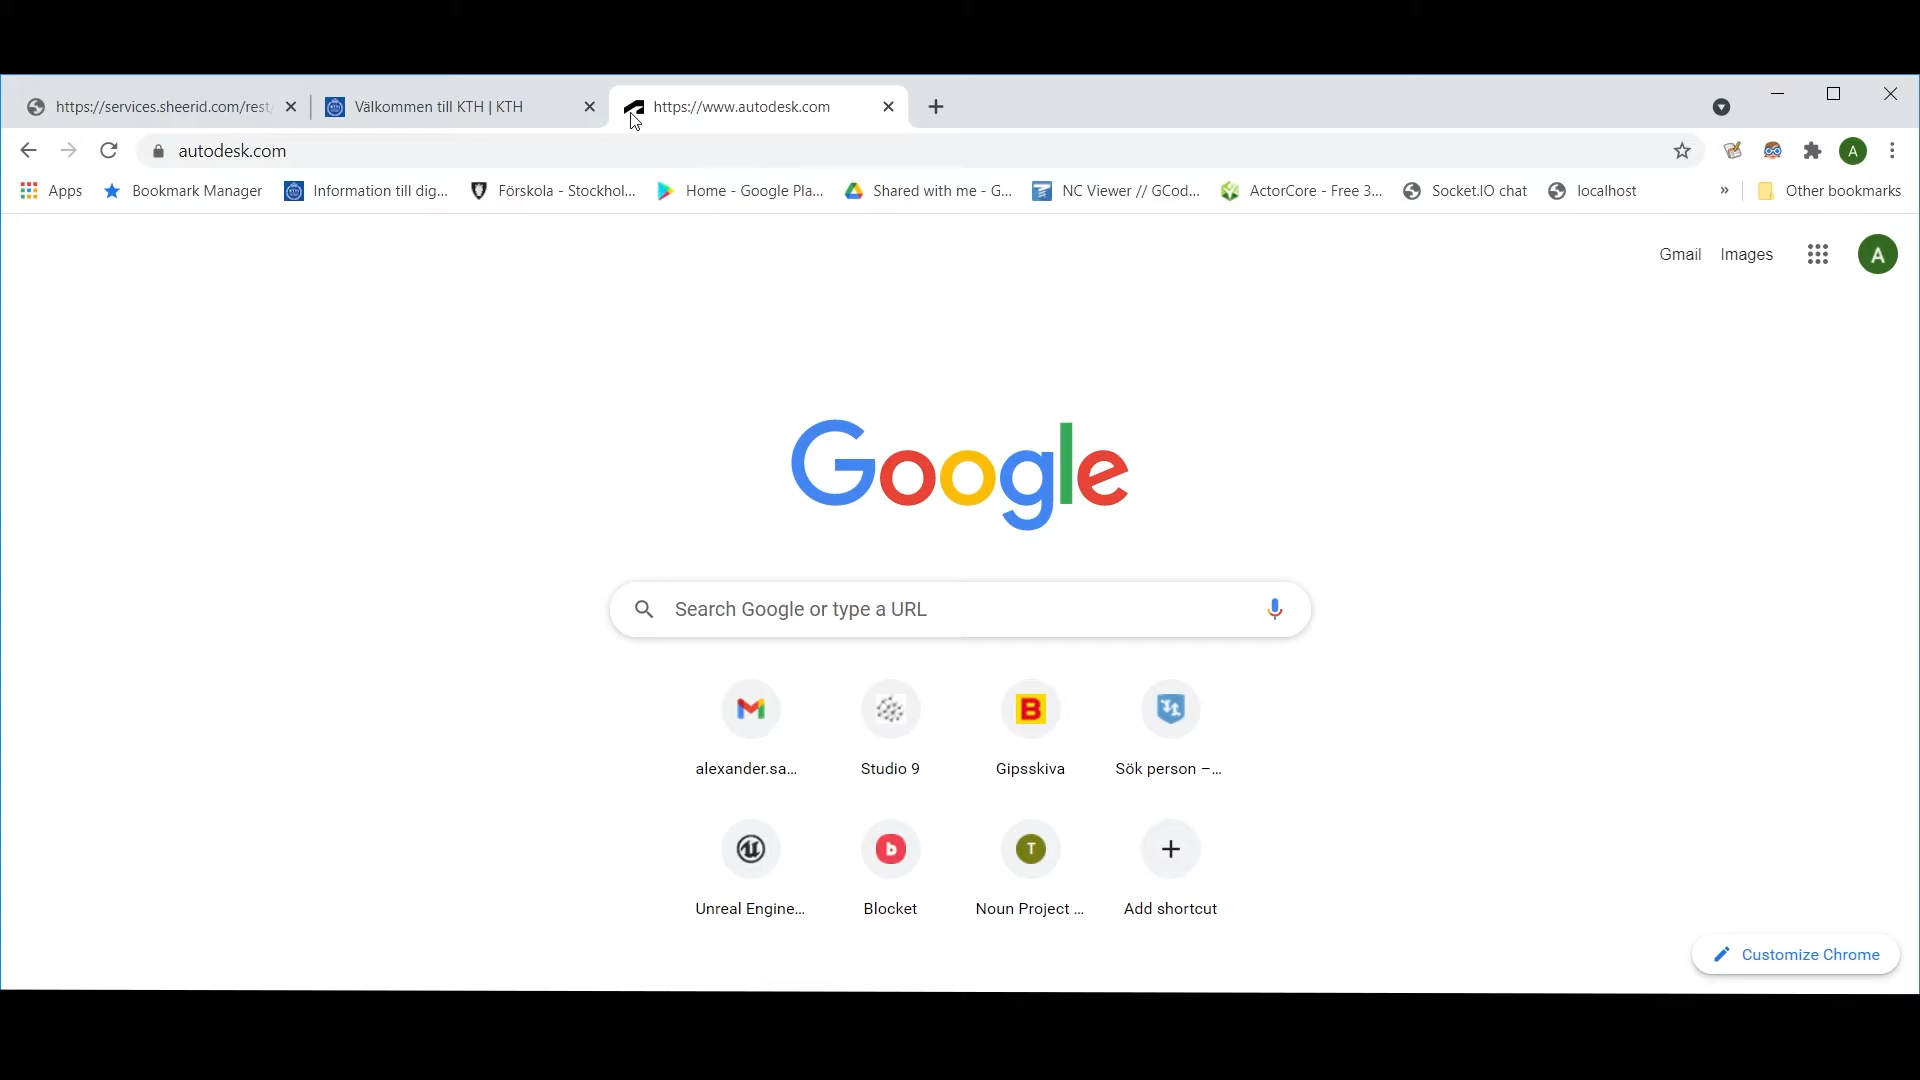 https://services.sheerid.com/rest/
Välkommen till KTH | KTH
https://www.autodesk.com
autodesk.com
A
Apps
Bookmark Manager
Information till dig...
Förskola - Stockhol...
Home - Google Pla...
Shared with me - G...
NC Viewer // GCod...
ActorCore - Free 3...
Socket.IO chat
localhost
»
Other bookmarks
Gmail
Images
A
Google
Search Google or type a URL
alexander.sa...
Studio 9
B
Gipsskiva
Sök person –...
Unreal Engine...
b
Blocket
T
Noun Project ...
Add shortcut
Customize Chrome